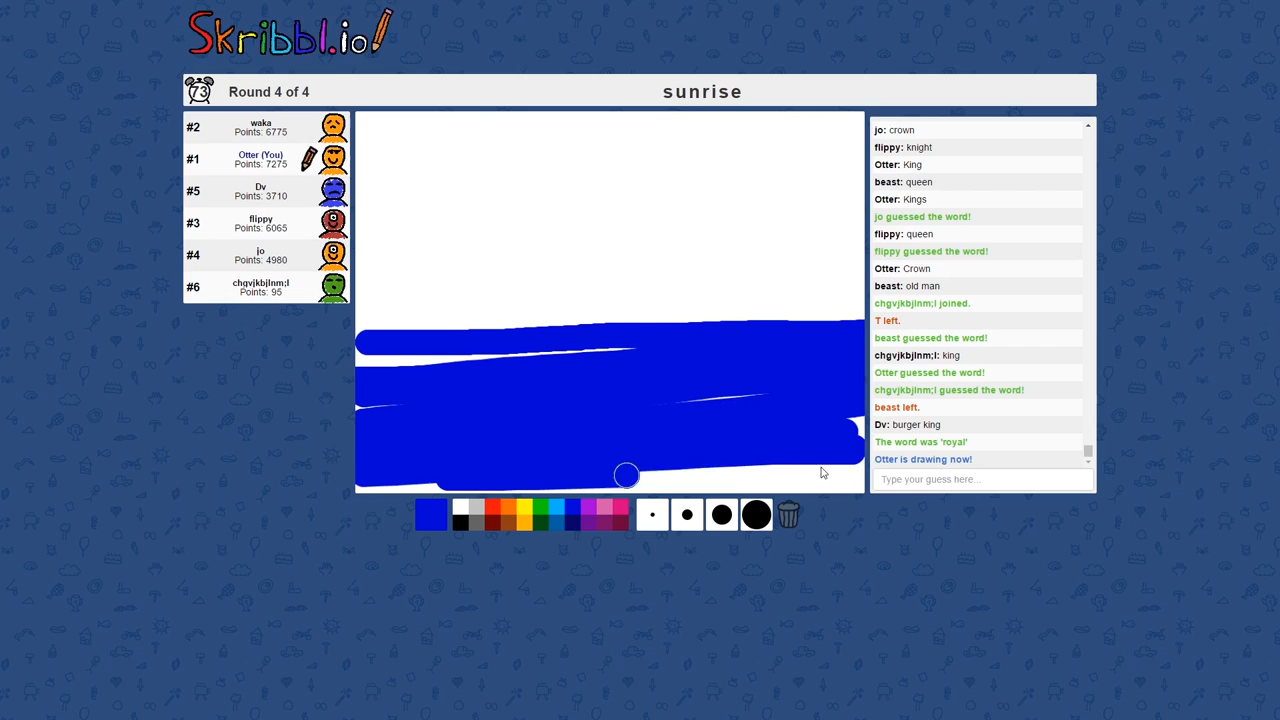 Skribbl.io
73 Round 4 of 4 sunrise
#2 waka
Points: 6775
#1 Otter (You)
Points: 7275
#5 Dv
Points: 3710
#3 flippy
Points: 6065
#4 jo
Points: 4980
#6 chgvjkbjlnm;l
Points: 95
jo: crown
flippy: knight
Otter: King
beast: queen
Otter: Kings
jo guessed the word!
flippy: queen
flippy guessed the word!
Otter: Crown
beast: old man
chgvjkbjlnm;l joined.
T left.
beast guessed the word!
chgvjkbjlnm;l: king
Otter guessed the word!
chgvjkbjlnm;l guessed the word!
beast left.
Dv: burger king
The word was 'royal'
Otter is drawing now!
Type your guess here...